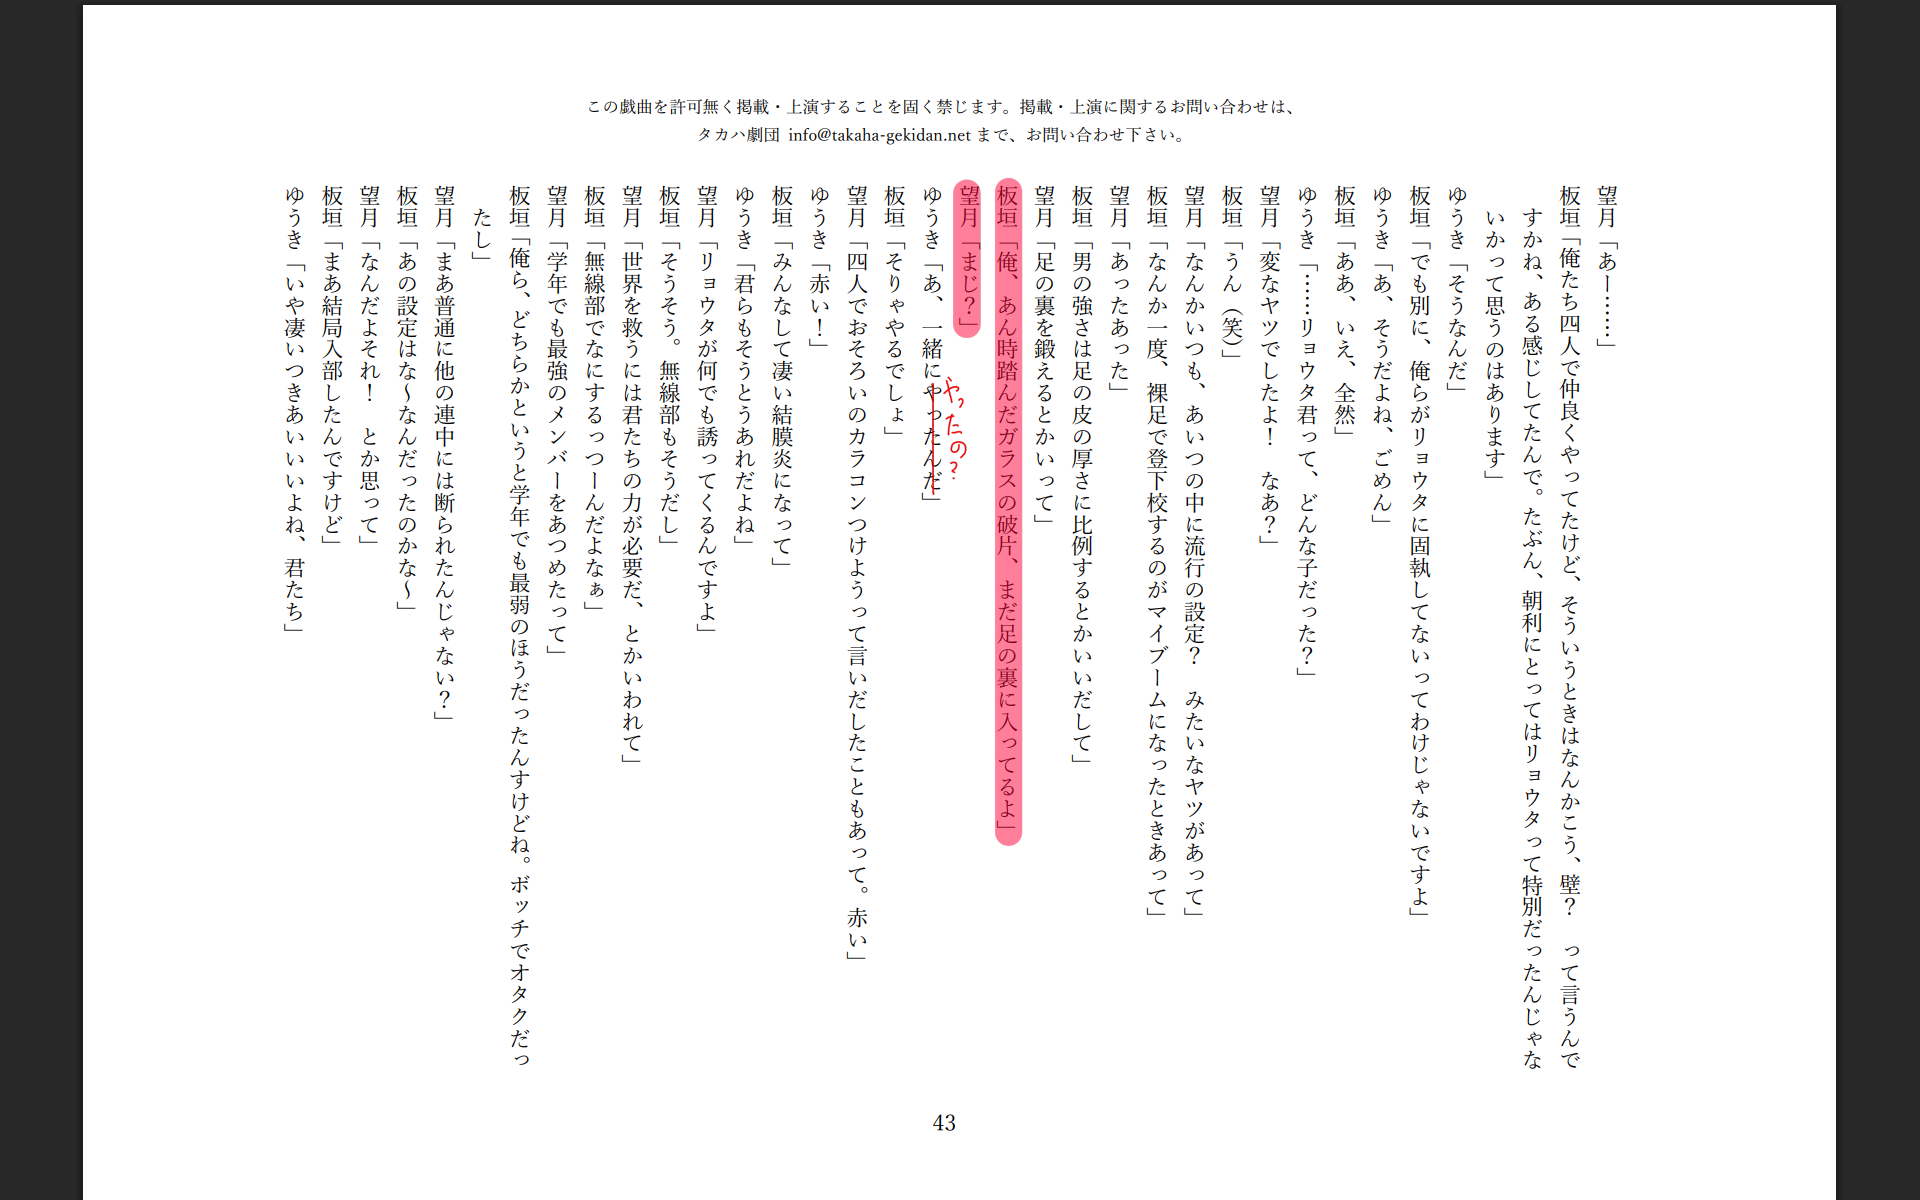 この戯曲を許可無く掲載・上演することを固く禁じます。掲載・上演に関するお問い合わせは、
タカハ劇団 info@takaha-gekidan.net まで、お問い合わせ下さい。
望月「あー……」
板垣「俺たち四人で仲良くやってたけど、そういうときはなんかこう、壁？　って言うんで
すかね、ある感じしてたんで。たぶん、朝利にとってはリョウタって特別だったんじゃな
いかって思うのはあります」
ゆう「そうなんだ」
板垣「でも別に、俺らがリョウタに固執してないってわけじゃないですよ」
ゆうき「あ、そうだよね、ごめん」
板垣「ああ、いえ、全然」
ゆうき「……リョウタ君って、どんな子だった？」
望月「変なヤツでしたよ！　なあ？」
板垣「うん（笑）」
望月「なんかいつも、あいつの中に流行の設定？　みたいなヤツがあって」
板垣「なんか一度、裸足で登下校するのがマイブームになったときあって」
望月「あったあった」
板垣「男の強さは足の皮の厚さに比例するとかいいだして」
望月「足の裏を鍛えるとかいって」
板垣「俺、あん時踏んだガラスの破片、まだ足の裏に入ってるよ」
望月「まじ？」
ゆうき「あ、一緒にやったんだ」
やったの？
板垣「そりゃやるでしょ」
望月「四人でおそろいのカラコンつけようって言いだしたこともあって。赤い」
ゆうき「赤い！」
板垣「みんなして凄い結膜炎になって」
ゆうき「君らもそうとうあれだよね」
望月「リョウタが何でも誘ってくるんですよ」
板垣「そうそう。無線部もそうだし」
望月「世界を救うには君たちの力が必要だ、とかいわれて」
板垣「無線部でなにするっつーんだよなぁ」
望月「学年でも最強のメンバーをあつめたって」
板垣「俺ら、どちらかというと学年でも最弱のほうだったんすけどね。ボッチでオタクだっ
たし」
望月「まあ普通に他の連中には断られたんじゃない？」
板垣「あの設定はな〜なんだったのかな〜」
望月「なんだよそれ！　とか思って」
板垣「まあ結局入部したんですけど」
ゆうき「いや凄いつきあいいいよね、君たち」
43